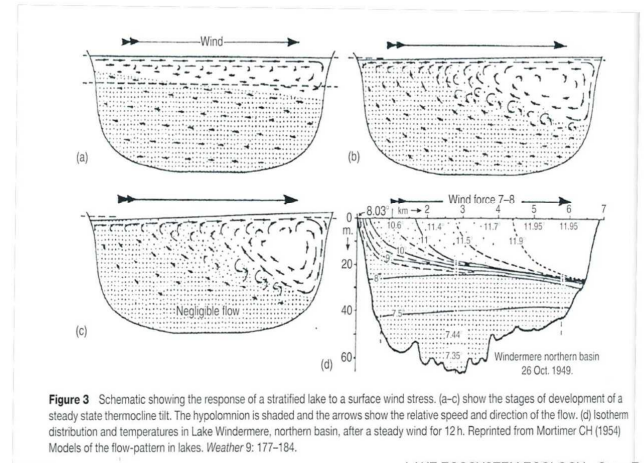 Wind
(a)
(b)
Wind force 7–8
8.03° km 2 3 4 5 6 7
0
m.
10.6 11.4 11.7 11.95 11.95
11 11.5 11.9
10
9
20
8
Negligible flow
40
7.5
(c)
7.44
7.35
60
(d)
Windermere northern basin
26 Oct. 1949.
Figure 3 Schematic showing the response of a stratified lake to a surface wind stress. (a–c) show the stages of development of a
steady state thermocline tilt. The hypolomnion is shaded and the arrows show the relative speed and direction of the flow. (d) Isotherm
distribution and temperatures in Lake Windermere, northern basin, after a steady wind for 12 h. Reprinted from Mortimer CH (1954)
Models of the flow-pattern in lakes. Weather 9: 177–184.